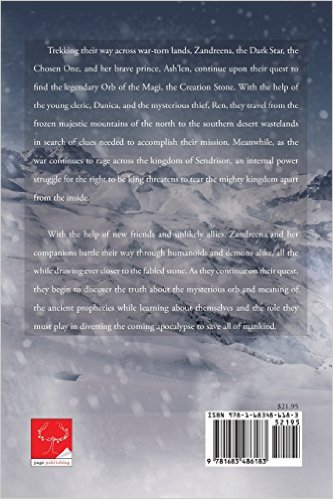 Trekking their way across war-torn lands, Zandreena, the Dark Star, the
Chosen One, and her brave prince, Ash'len, continue upon their quest to
find the legendary Orb of the Magi, the Creation Stone. With the help of
the young cleric, Danica, and the mysterious thief, Ren, they travel from the
frozen majestic mountains of the north to the southern desert wastelands
in search of clues needed to accomplish their mission. Meanwhile, as the
war continues to rage across the kingdom of Sendrison, an internal power
struggle for the right to be king threatens to tear the mighty kingdom apart
from the inside.
With the help of new friends and unlikely allies, Zandreena and her
companions battle their way through humanoids and demons alike, all the
while drawing ever closer to the fabled stone. As they continue on their quest,
they begin to discover the truth about the mysterious orb and meaning of
the ancient prophecies while learning about themselves and the role they
must play in diverting the coming apocalypse to save all of mankind.
$21.95
ISBN 978-1-68348-618-3
52195
9 781683 486183
page publishing